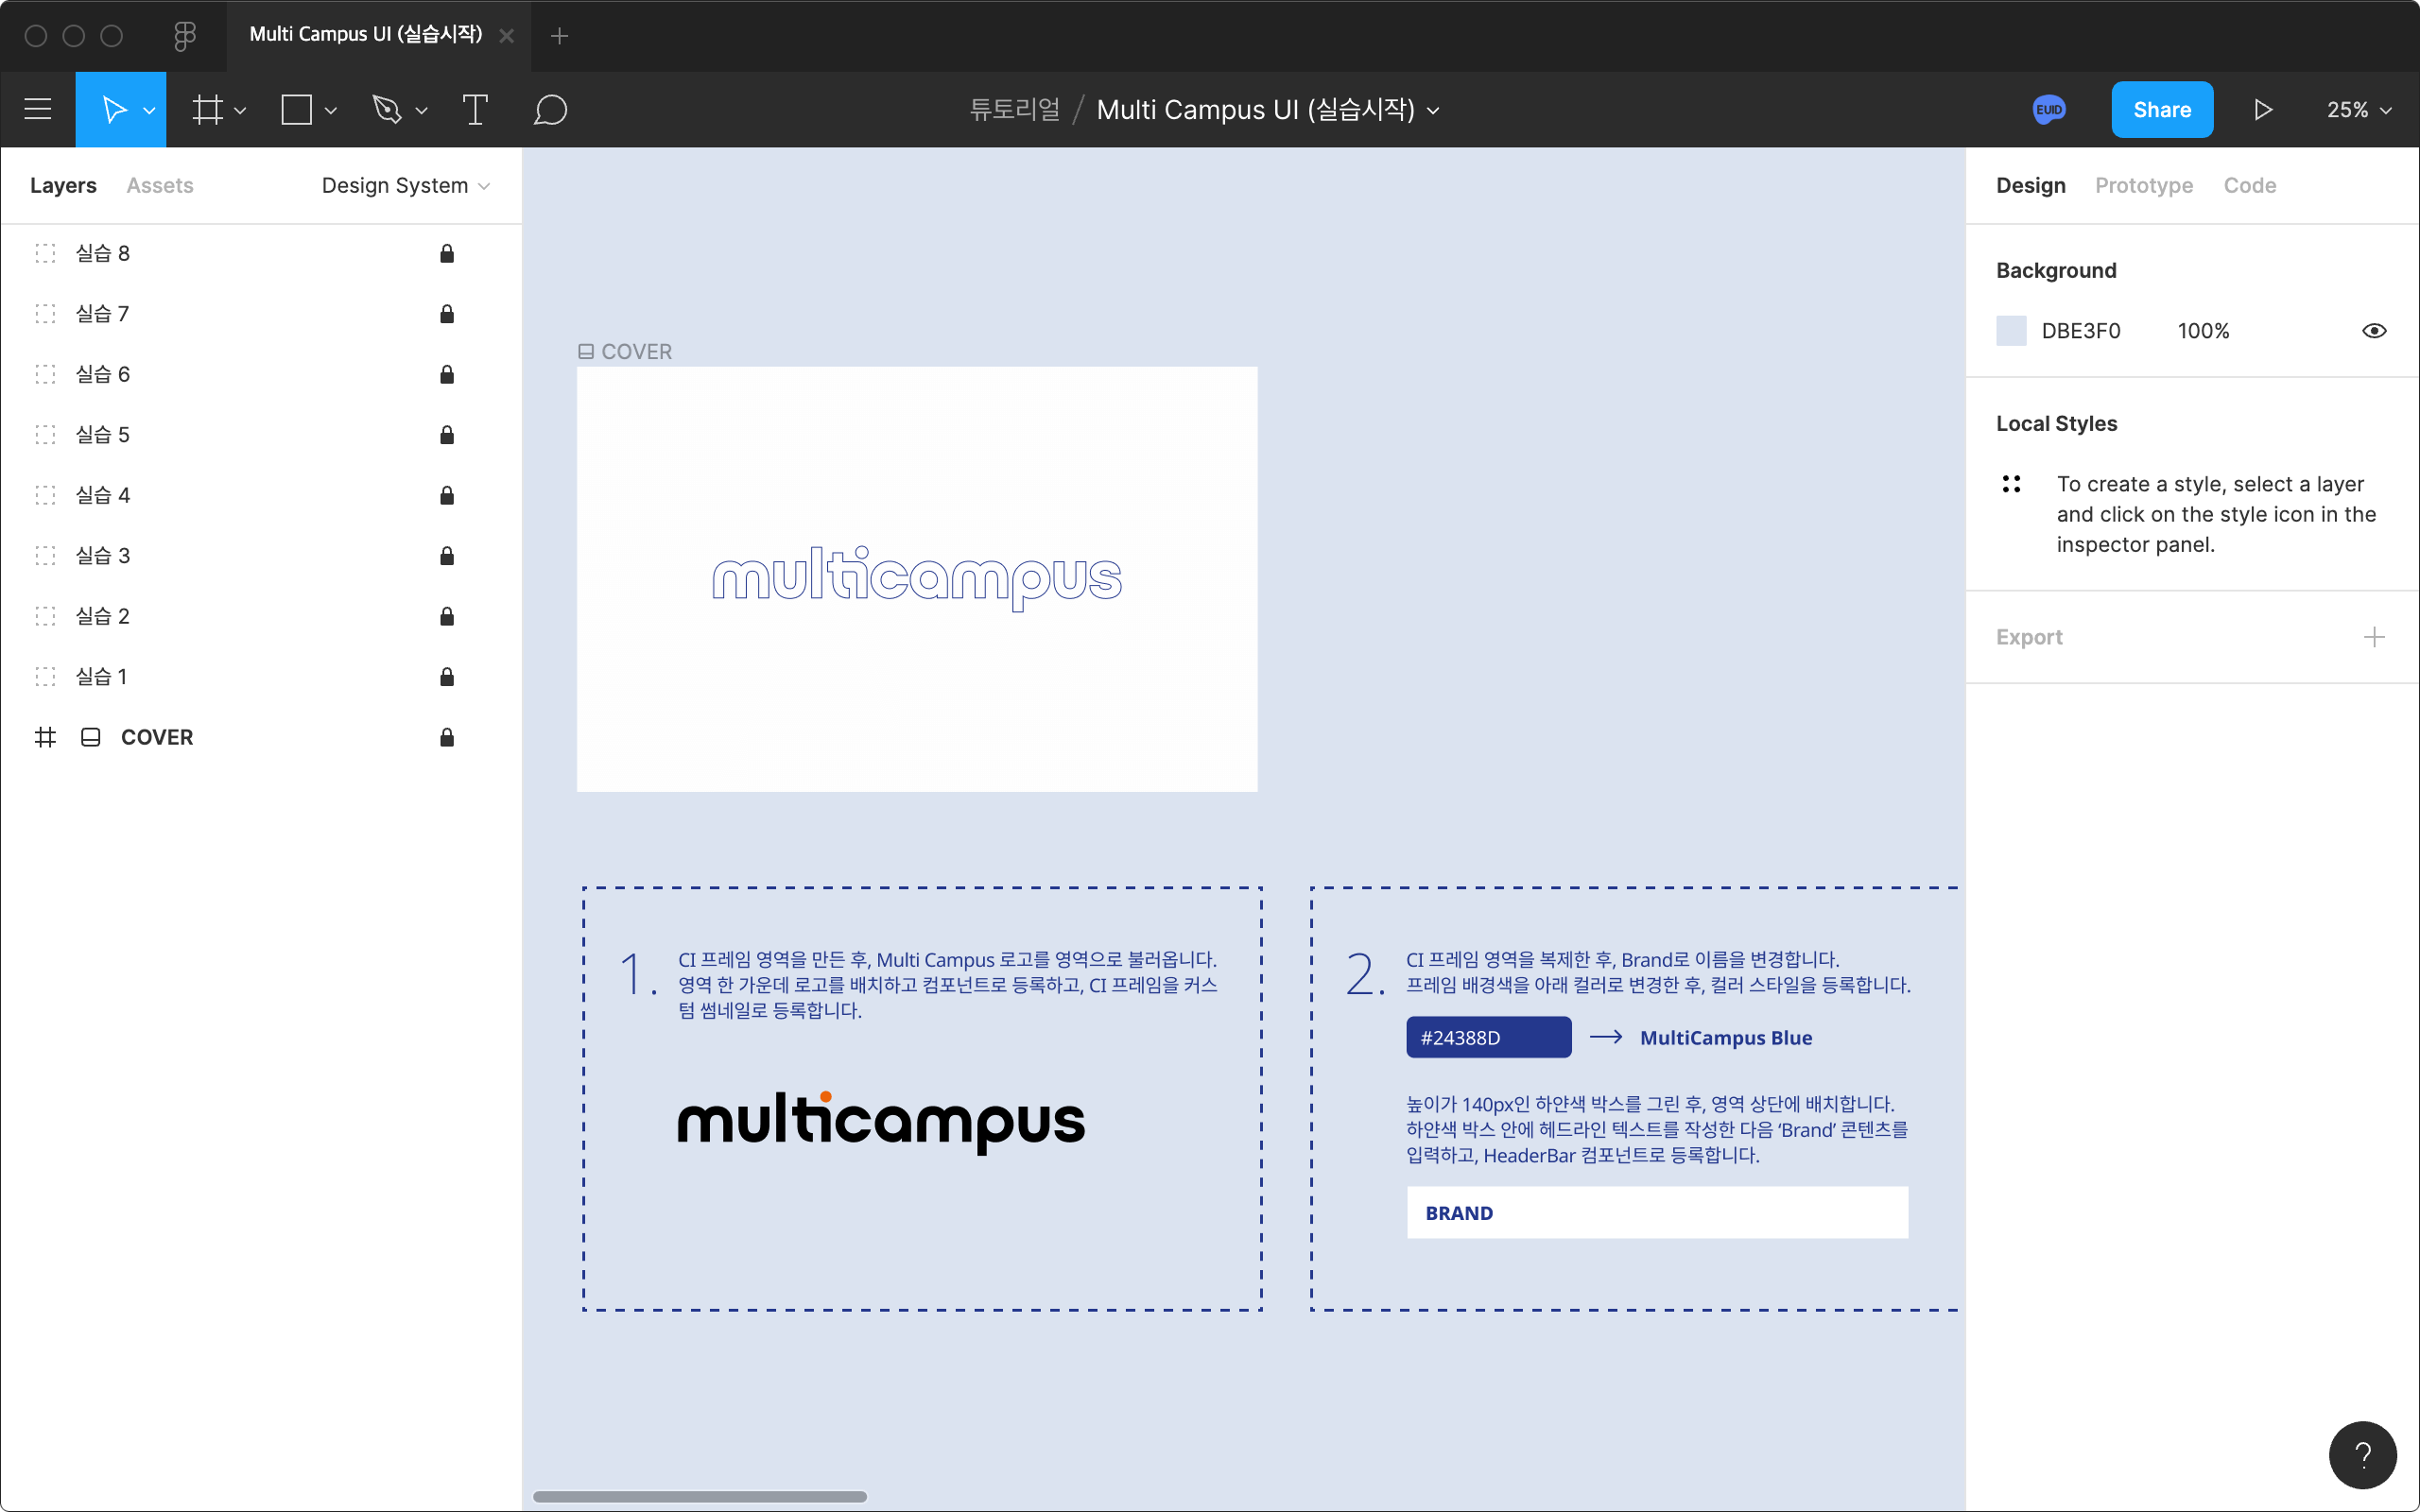 Multi Campus UI (실습시작)
튜토리얼 / Multi Campus UI (실습시작)
EUID
Share
25%
Layers
Assets
Design System
실습 8
실습 7
실습 6
실습 5
실습 4
실습 3
실습 2
실습 1
COVER
COVER
multicampus
1.
CI 프레임 영역을 만든 후, Multi Campus 로고를 영역으로 불러옵니다.
영역 한 가운데 로고를 배치하고 컴포넌트로 등록하고, CI 프레임을 커스
텀 썸네일로 등록합니다.
multicampus
2.
CI 프레임 영역을 복제한 후, Brand로 이름을 변경합니다.
프레임 배경색을 아래 컬러로 변경한 후, 컬러 스타일을 등록합니다.
#24388D → MultiCampus Blue
높이가 140px인 하얀색 박스를 그린 후, 영역 상단에 배치합니다.
하얀색 박스 안에 헤드라인 텍스트를 작성한 다음 ‘Brand’ 콘텐츠를
입력하고, HeaderBar 컴포넌트로 등록합니다.
BRAND
Design
Prototype
Code
Background
DBE3F0
100%
Local Styles
To create a style, select a layer
and click on the style icon in the
inspector panel.
Export
?